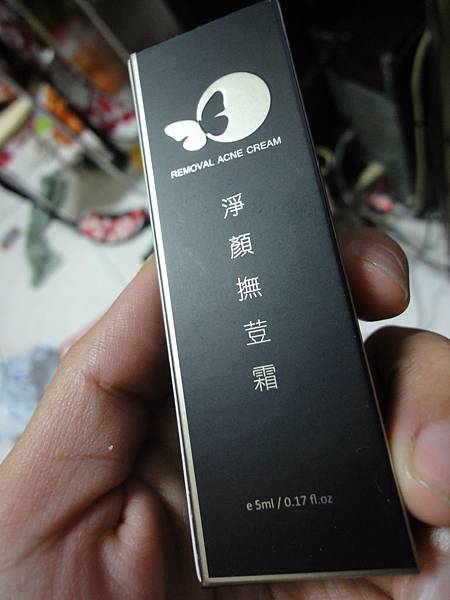 REMOVAL ACNE CREAM
淨顏撫荳霜
e 5ml / 0.17 fl.oz